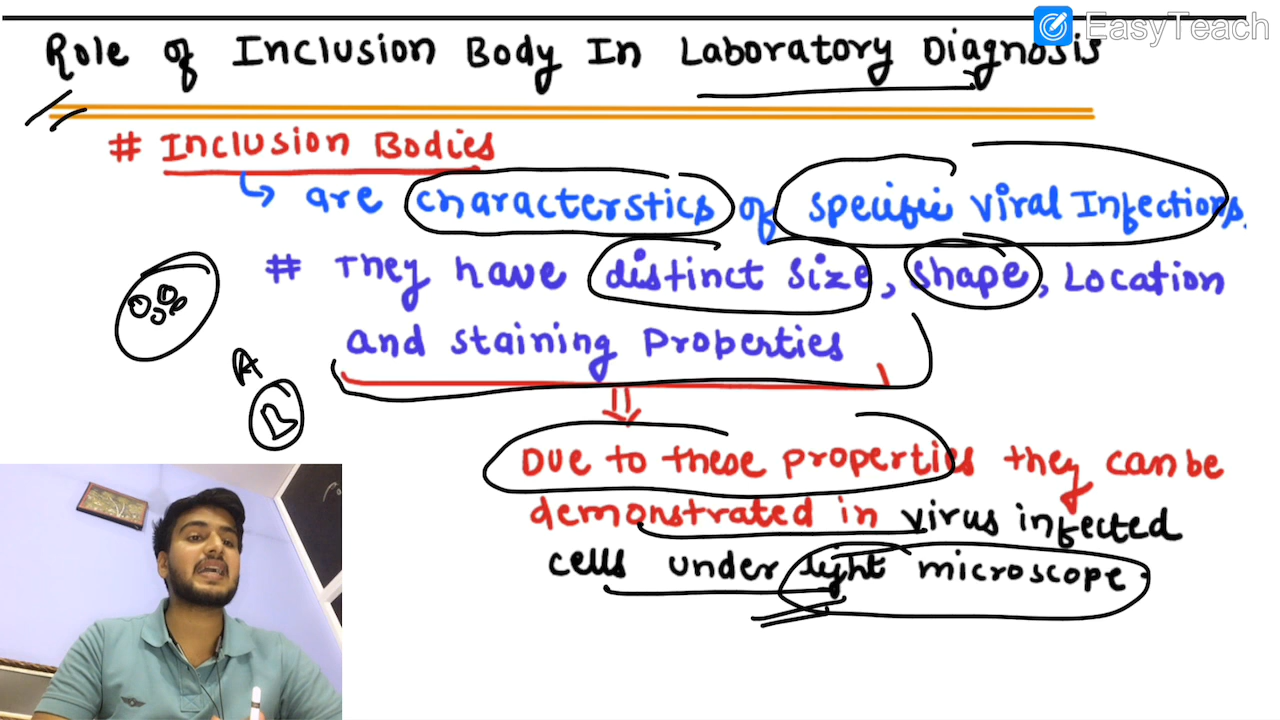 EasyTeach
Role of Inclusion Body In Laboratory Diagnosis
# Inclusion Bodies
↳ are characterstics of specific viral Infections.
# They have distinct size, shape, Location
and staining Properties
Due to these properties they can be
demonstrated in virus infected
cells under light microscope.
A